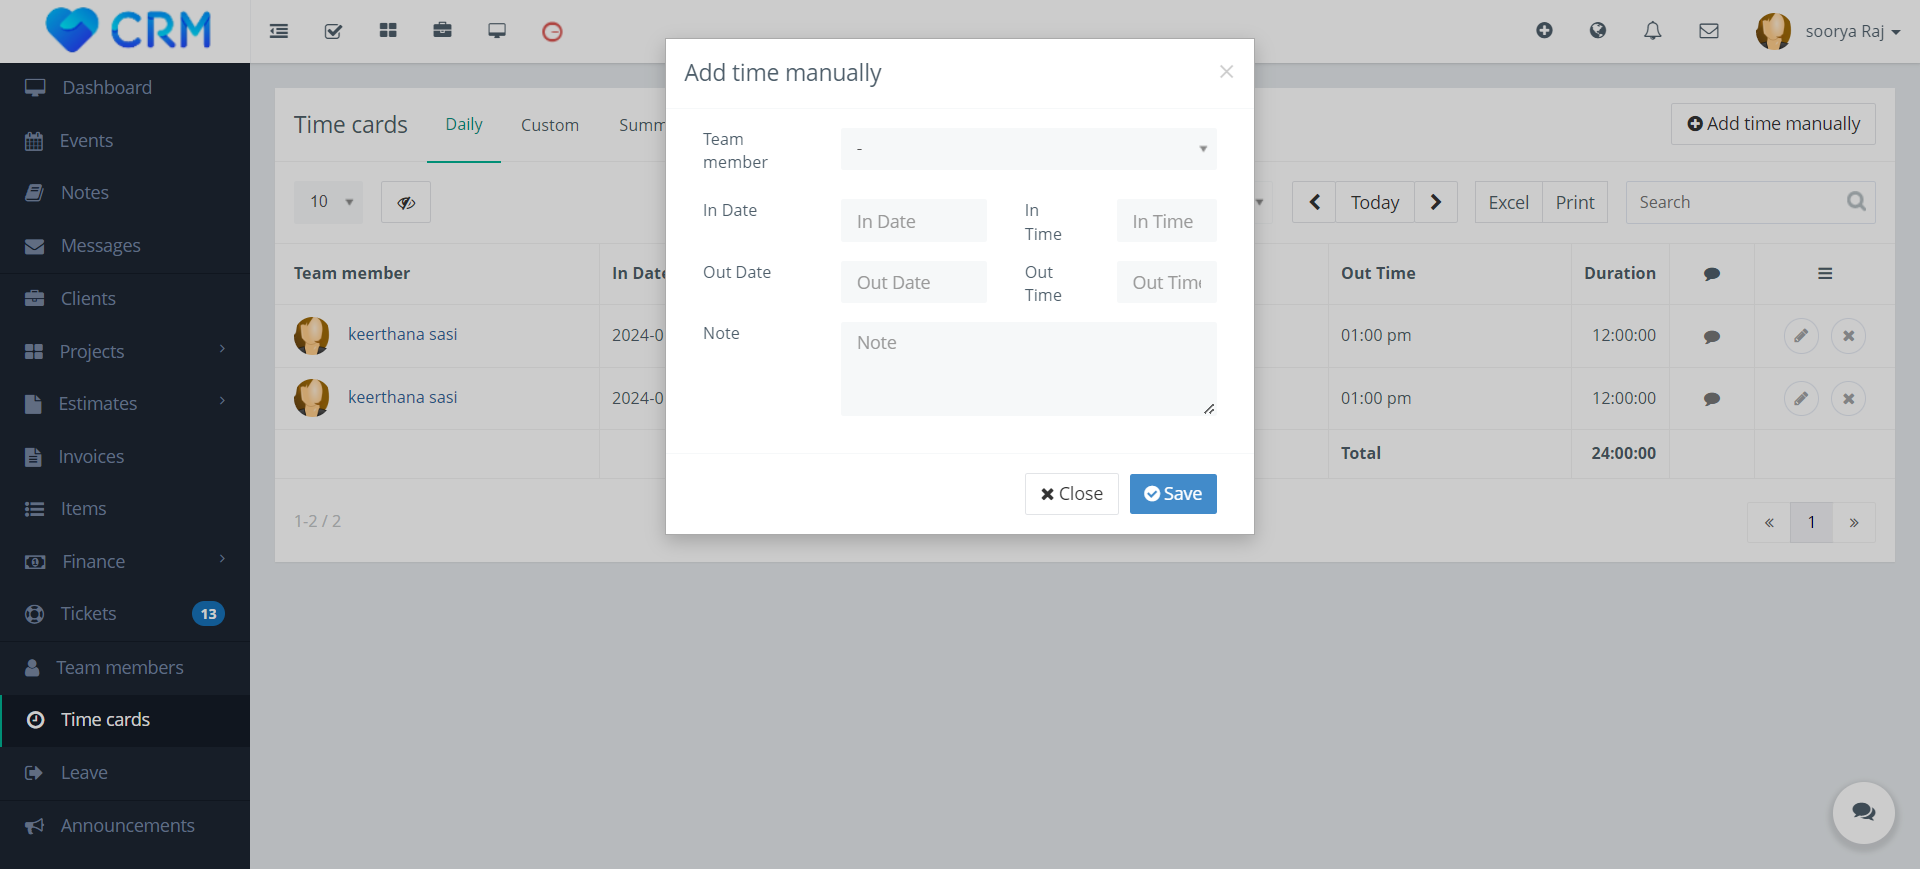 CRM
soorya Raj
Dashboard
Events
Notes
Messages
Clients
Projects
Estimates
Invoices
Items
Finance
Tickets 13
Team members
Time cards
Leave
Announcements
Time cards Daily Custom Summ
Add time manually
10
Today
Excel Print
Search
Team member In Date Out Time Duration
keerthana sasi 2024-0 01:00 pm 12:00:00
keerthana sasi 2024-0 01:00 pm 12:00:00
Total 24:00:00
1-2 / 2
« 1 »
Add time manually ×
Team
member
-
In Date In Date In
Time
In Time
Out Date Out Date Out
Time
Out Time
Note Note
Close Save